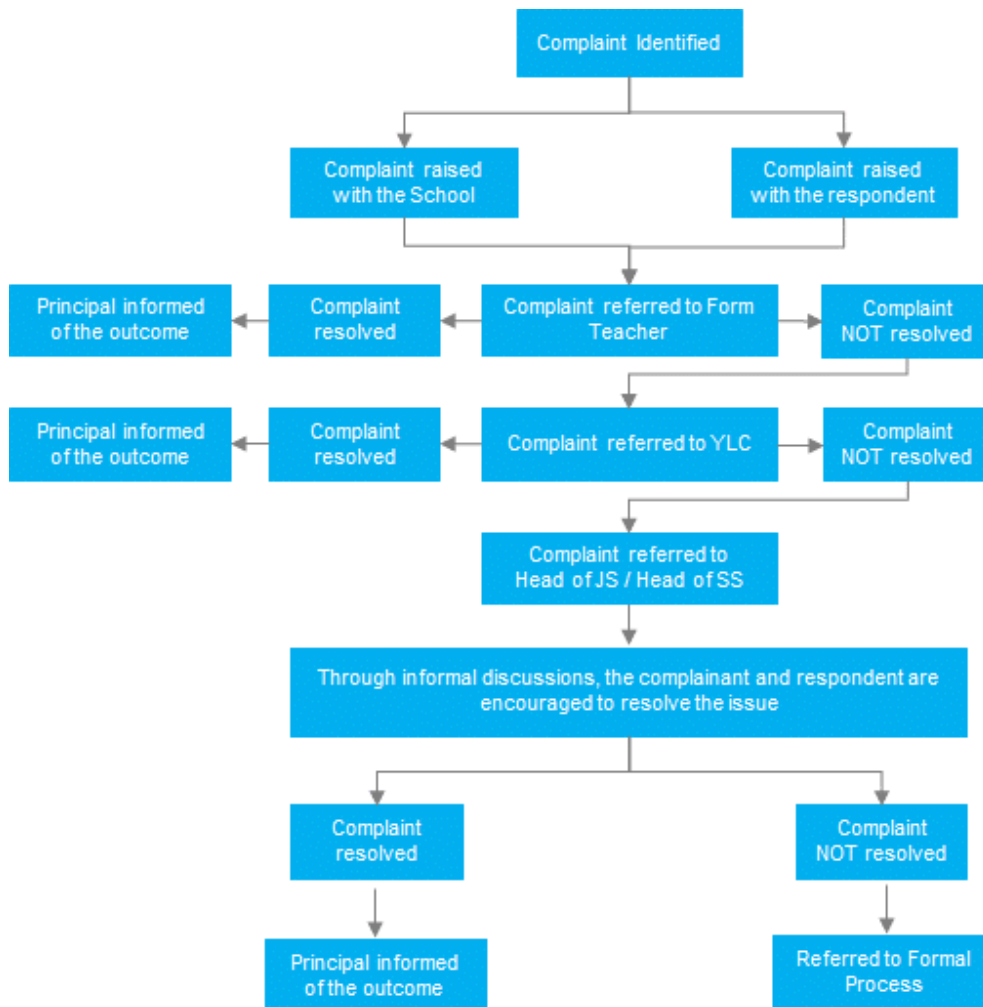 Complaint Identified
Complaint raised
with the School
Complaint raised
with the respondent
Principal informed
of the outcome
Complaint
resolved
Complaint referred to Form
Teacher
Complaint
NOT resolved
Principal informed
of the outcome
Complaint
resolved
Complaint referred to YLC
Complaint
NOT resolved
Complaint referred to
Head of JS / Head of SS
Through informal discussions, the complainant and respondent are
encouraged to resolve the issue
Complaint
resolved
Complaint
NOT resolved
Principal informed
of the outcome
Referred to Formal
Process